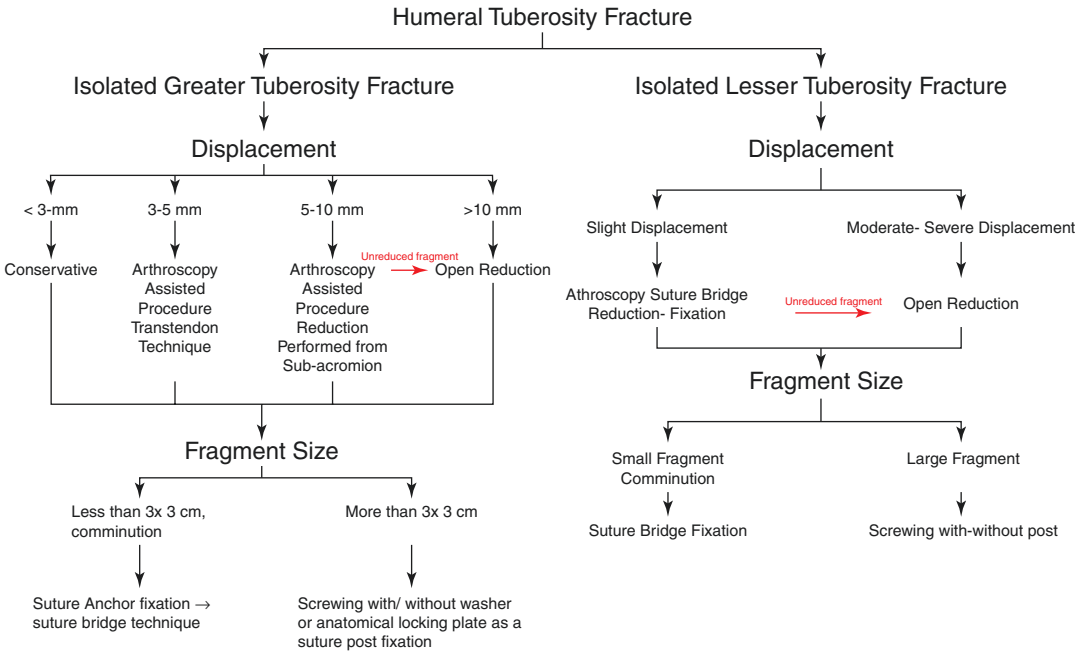 Humeral Tuberosity Fracture
Isolated Greater Tuberosity Fracture
Displacement
< 3-mm
3-5 mm
5-10 mm
>10 mm
Conservative
Arthroscopy
Assisted
Procedure
Transtendon
Technique
Arthroscopy
Assisted
Procedure
Reduction
Performed from
Sub-acromion
Unreduced fragment
Open Reduction
Fragment Size
Less than 3x 3 cm,
comminution
More than 3x 3 cm
Suture Anchor fixation →
suture bridge technique
Screwing with/ without washer
or anatomical locking plate as a
suture post fixation
Isolated Lesser Tuberosity Fracture
Displacement
Slight Displacement
Moderate- Severe Displacement
Athroscopy Suture Bridge
Reduction- Fixation
Unreduced fragment
Open Reduction
Fragment Size
Small Fragment
Comminution
Large Fragment
Suture Bridge Fixation
Screwing with-without post